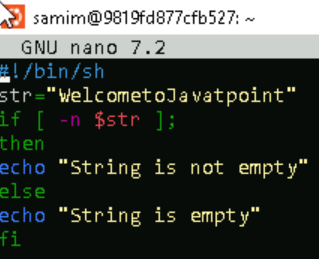 samim@9819fd877cfb527: ~
GNU nano 7.2
#!/bin/sh
str="WelcometoJavatpoint"
if [ -n $str ];
then
echo "String is not empty"
else
echo "String is empty"
fi